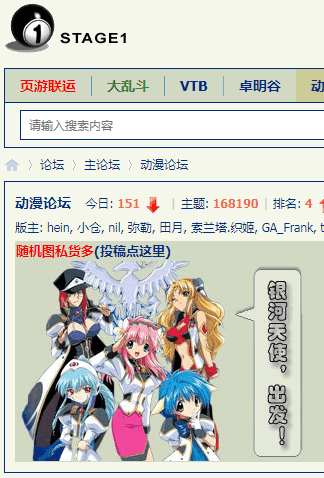 1
STAGE1
页游联运 大乱斗 VTB 卓明谷 动
请输入搜索内容
论坛 〉 主论坛 〉 动漫论坛
动漫论坛 今日: 151 | 主题: 168190 | 排名: 4
版主: hein, 小仓, nil, 弥勒, 田月, 索兰塔.织姬, GA_Frank, t
随机图私货多(投稿点这里)
银河天使，出发！